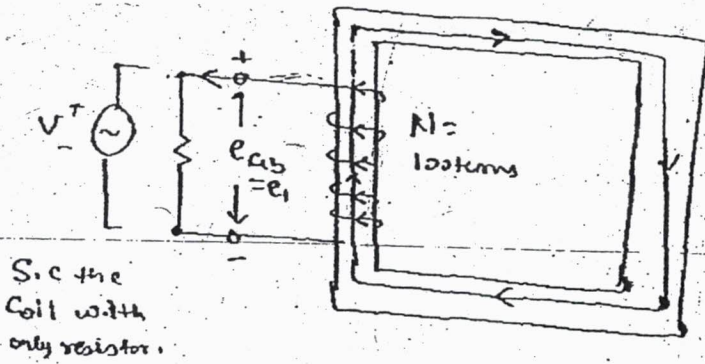 +
V
+
-
e_ab
=e₁
-
N=
100turns
S.c the
Coil with
only resistor.